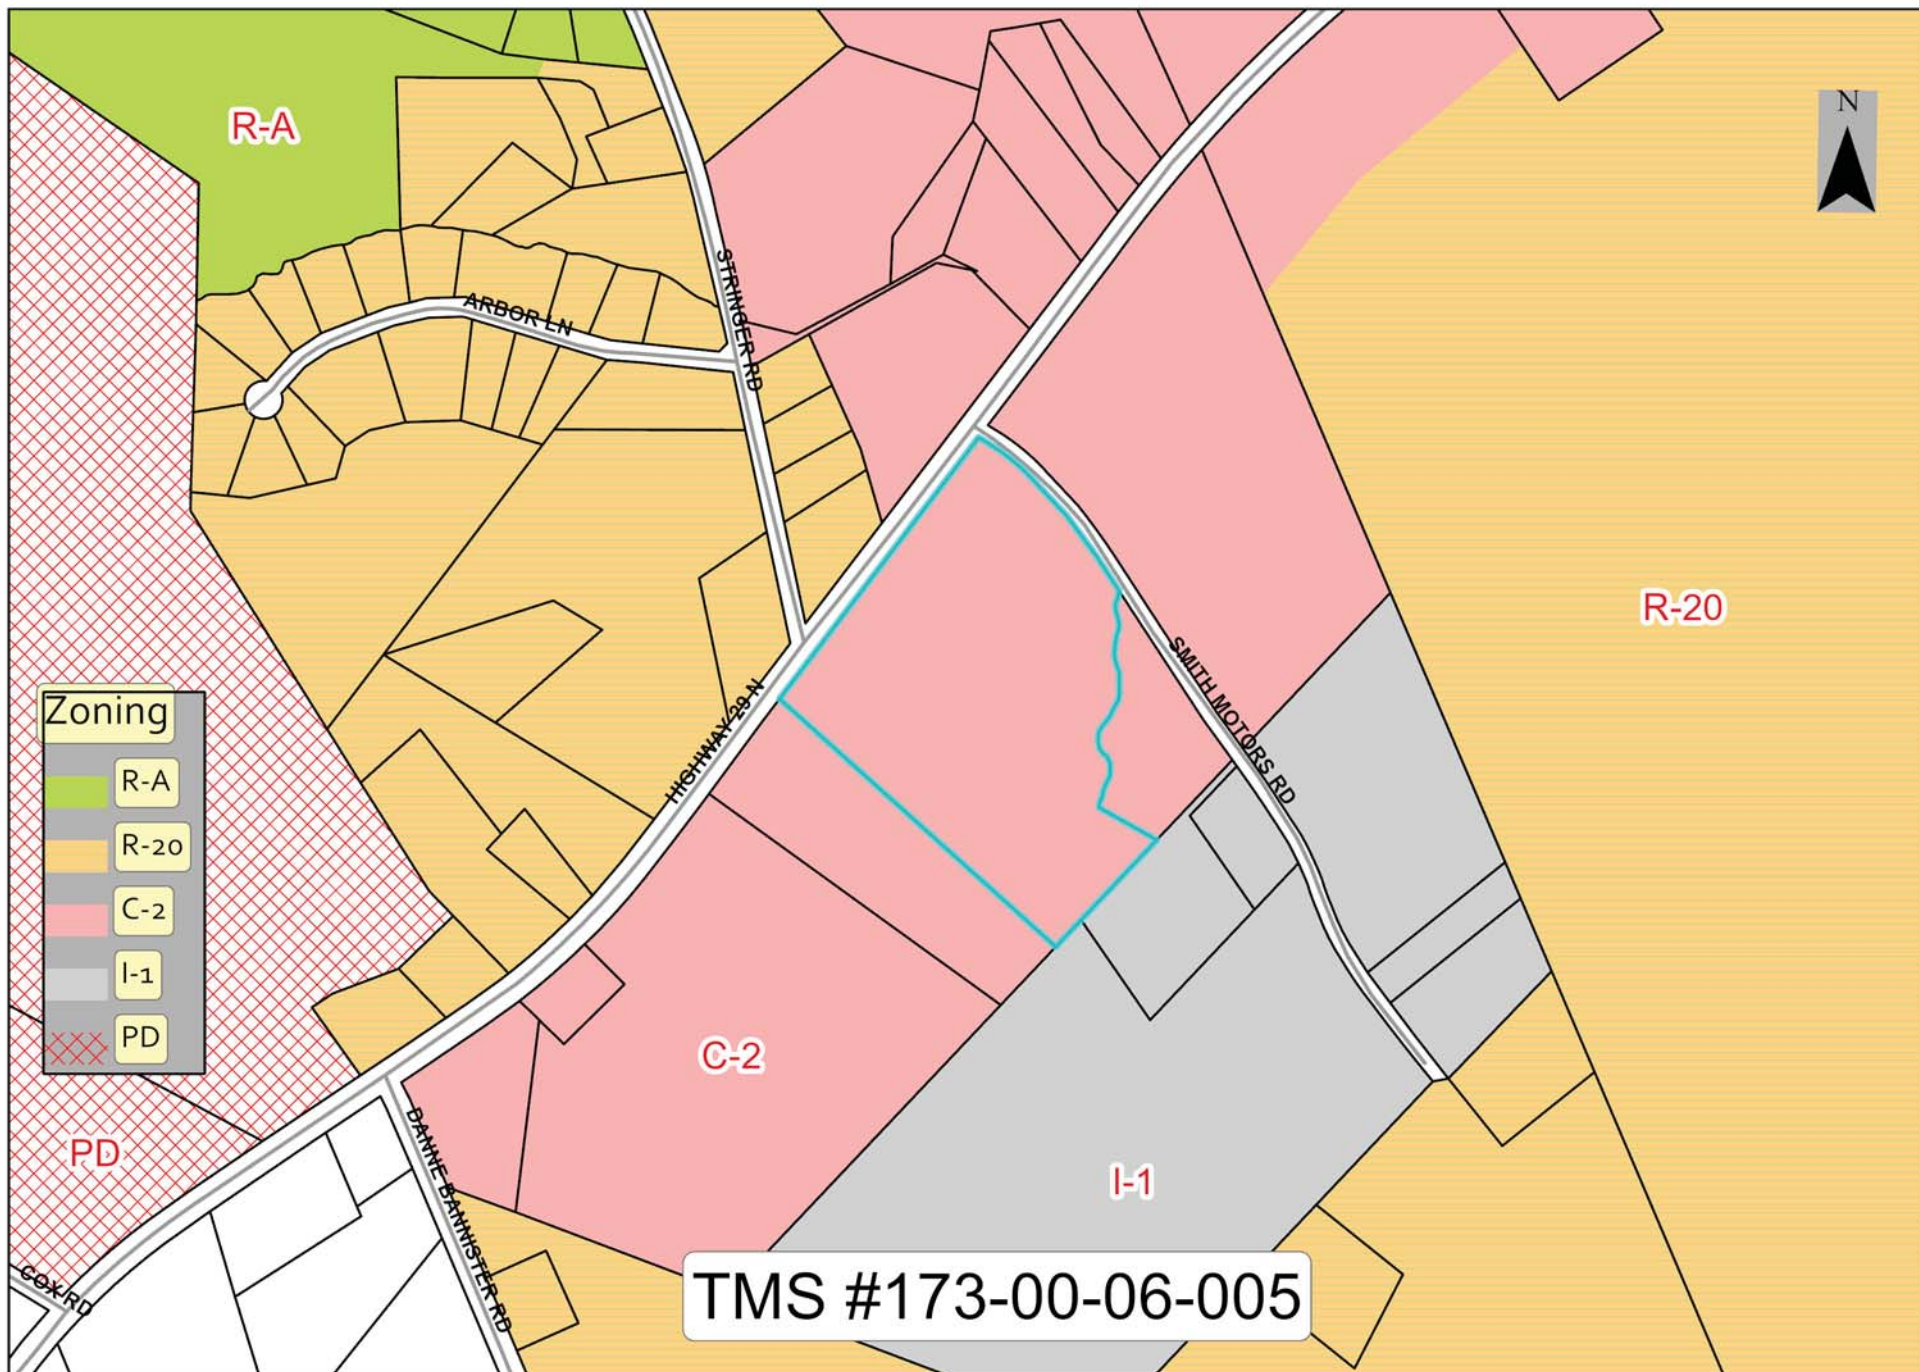 N
R-A
STRINGER RD
ARBOR LN
R-20
SMITH MOTORS RD
HIGHWAY 29 N
Zoning
R-A
R-20
C-2
I-1
PD
C-2
PD
DANNE BANNISTER RD
I-1
COX RD
TMS #173-00-06-005